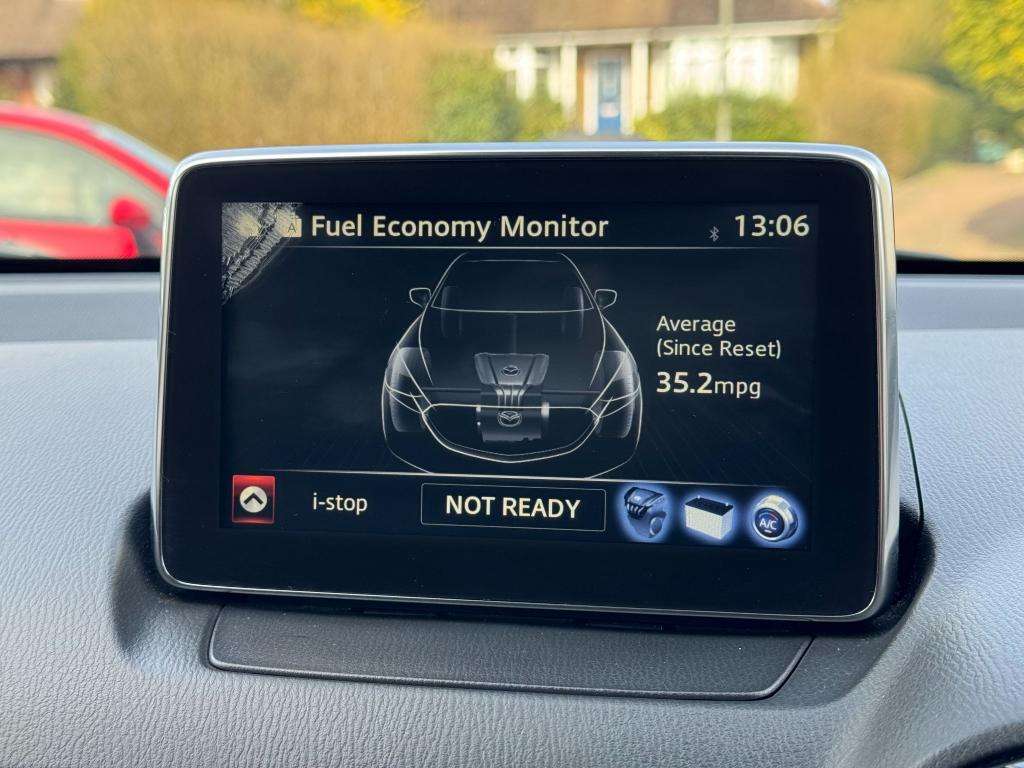 A Fuel Economy Monitor 13:06
Average
(Since Reset)
35.2mpg
i-stop NOT READY A/C